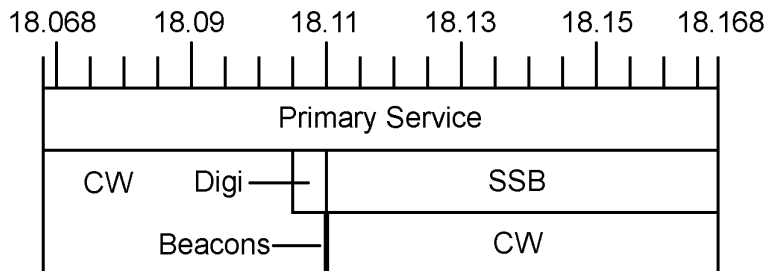 18.068 18.09 18.11 18.13 18.15 18.168
Primary Service
CW Digi SSB
Beacons CW